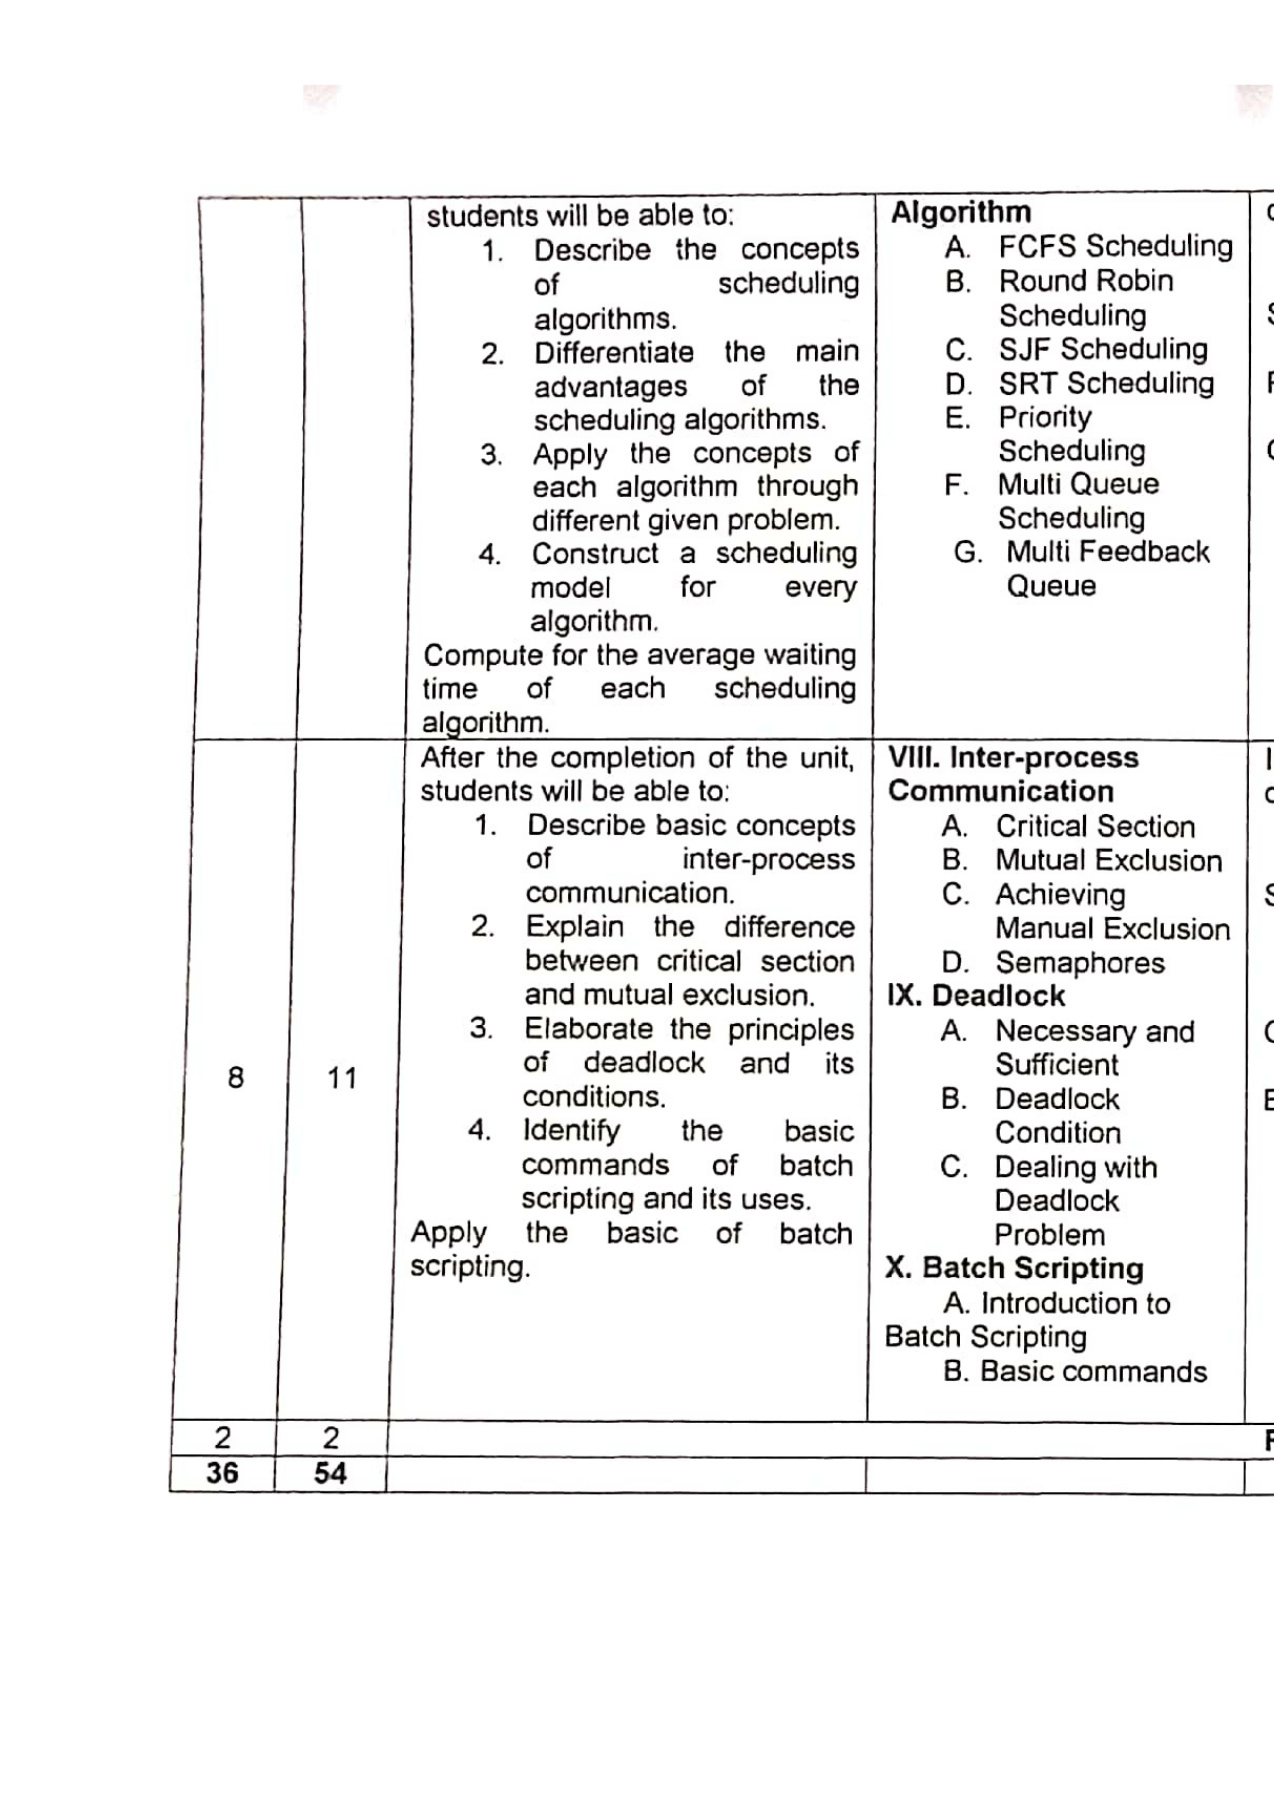 students will be able to:
1. Describe the concepts
of scheduling
algorithms.
2. Differentiate the main
advantages of the
scheduling algorithms.
3. Apply the concepts of
each algorithm through
different given problem.
4. Construct a scheduling
model for every
algorithm.
Compute for the average waiting
time of each scheduling
algorithm.
Algorithm
A. FCFS Scheduling
B. Round Robin
Scheduling
C. SJF Scheduling
D. SRT Scheduling
E. Priority
Scheduling
F. Multi Queue
Scheduling
G. Multi Feedback
Queue
8
11
After the completion of the unit,
students will be able to:
1. Describe basic concepts
of inter-process
communication.
2. Explain the difference
between critical section
and mutual exclusion.
3. Elaborate the principles
of deadlock and its
conditions.
4. Identify the basic
commands of batch
scripting and its uses.
Apply the basic of batch
scripting.
VIII. Inter-process
Communication
A. Critical Section
B. Mutual Exclusion
C. Achieving
Manual Exclusion
D. Semaphores
IX. Deadlock
A. Necessary and
Sufficient
B. Deadlock
Condition
C. Dealing with
Deadlock
Problem
X. Batch Scripting
A. Introduction to
Batch Scripting
B. Basic commands
2
2
36
54